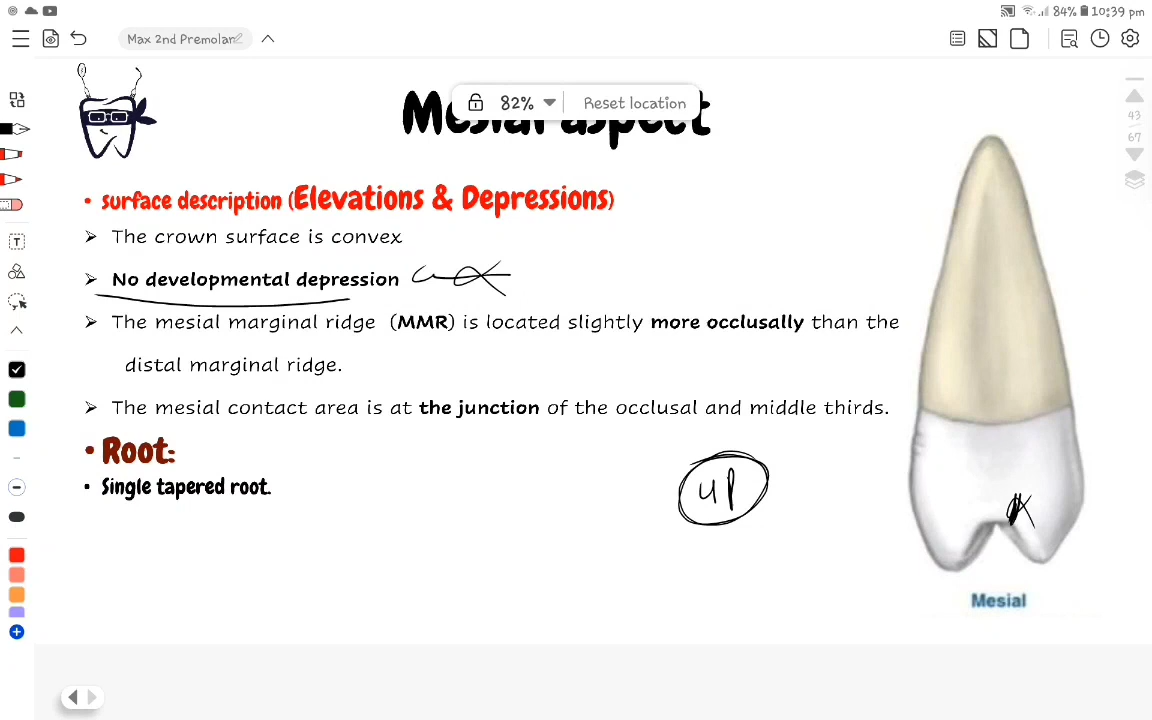 84% 10:39 pm
Max 2nd Premolar
82% Reset location
Mesial aspect
43
67
• surface description (Elevations & Depressions)
➤ The crown surface is convex
➤ No developmental depression
➤ The mesial marginal ridge (MMR) is located slightly more occlusally than the
distal marginal ridge.
➤ The mesial contact area is at the junction of the occlusal and middle thirds.
• Root:
• Single tapered root.
Mesial